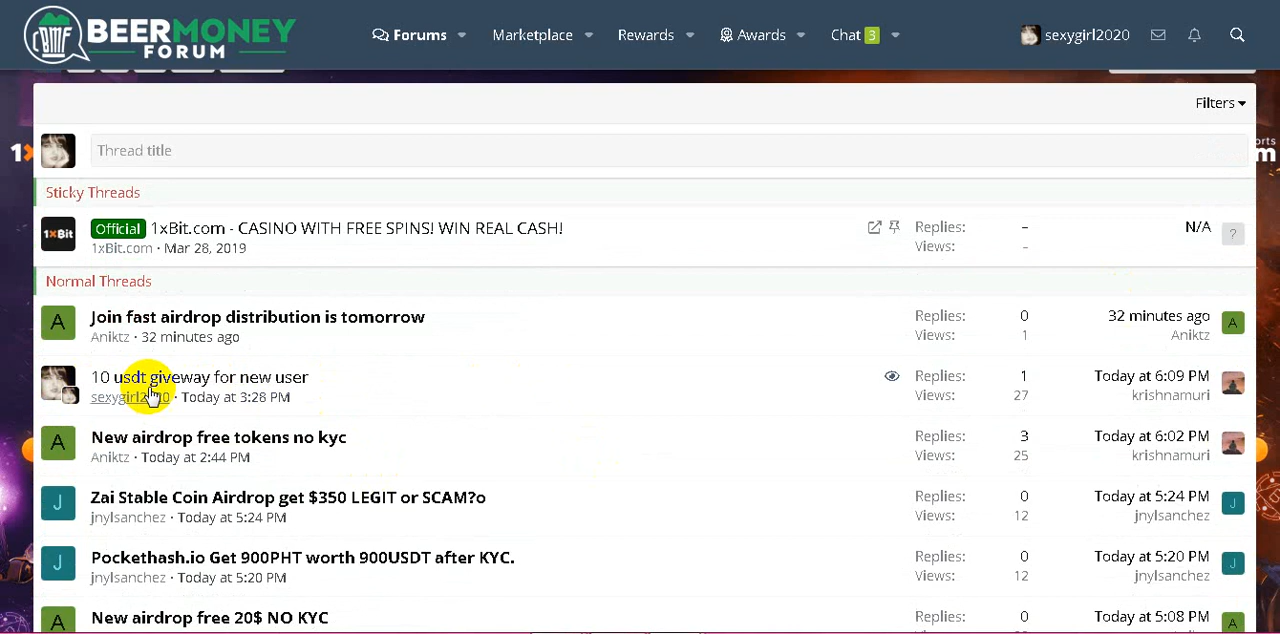 BEERMONEY
FORUM
Forums Marketplace Rewards Awards Chat 3 sexygirl2020
Filters
Thread title
Sticky Threads
1×Bit
Official 1xBit.com - CASINO WITH FREE SPINS! WIN REAL CASH!
1xBit.com · Mar 28, 2019
Replies: –
Views: -
N/A
?
Normal Threads
A
Join fast airdrop distribution is tomorrow
Aniktz · 32 minutes ago
Replies: 0
Views: 1
32 minutes ago
Aniktz
A
10 usdt giveway for new user
sexygirl2020 · Today at 3:28 PM
Replies: 1
Views: 27
Today at 6:09 PM
krishnamuri
A
New airdrop free tokens no kyc
Aniktz · Today at 2:44 PM
Replies: 3
Views: 25
Today at 6:02 PM
krishnamuri
J
Zai Stable Coin Airdrop get $350 LEGIT or SCAM?o
jnylsanchez · Today at 5:24 PM
Replies: 0
Views: 12
Today at 5:24 PM
jnylsanchez
J
J
Pockethash.io Get 900PHT worth 900USDT after KYC.
jnylsanchez · Today at 5:20 PM
Replies: 0
Views: 12
Today at 5:20 PM
jnylsanchez
J
A
New airdrop free 20$ NO KYC
Replies: 0
Today at 5:08 PM
A